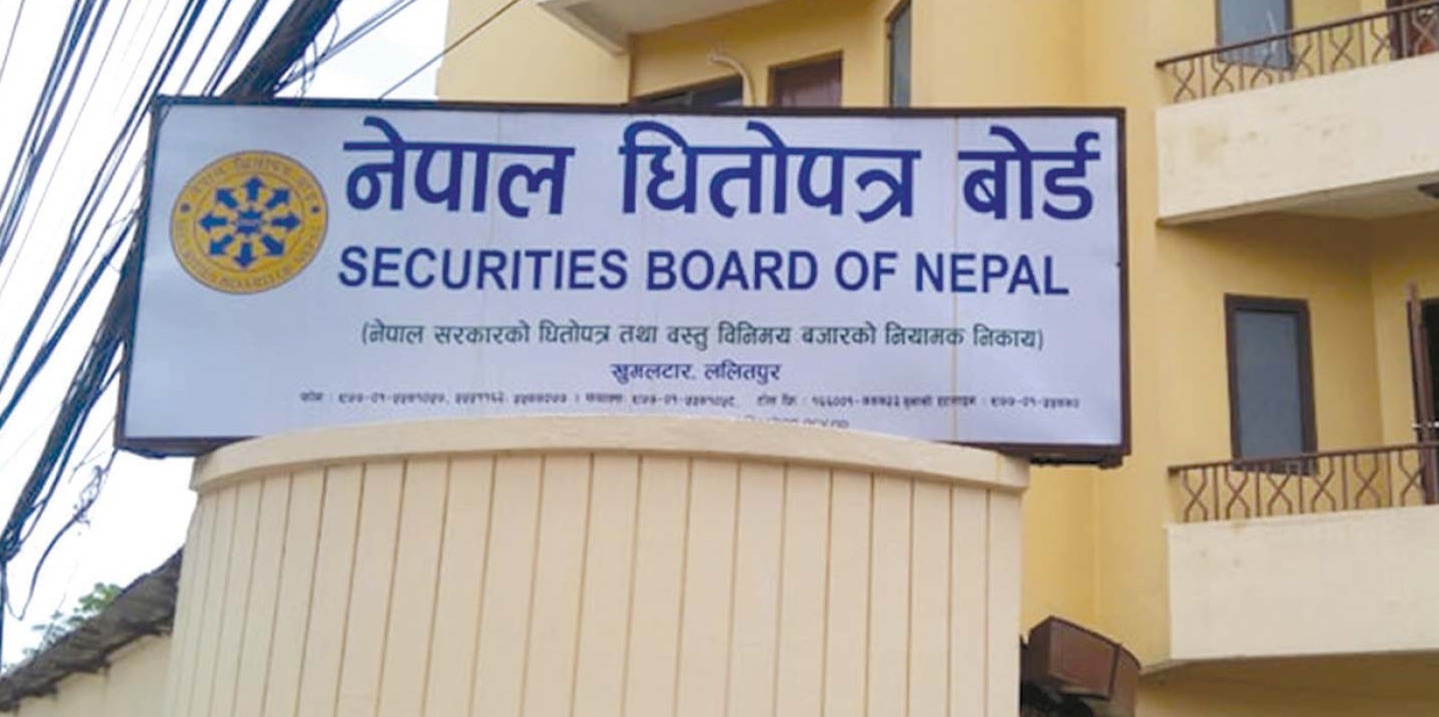 नेपाल धितोपत्र बोर्ड
SECURITIES BOARD OF NEPAL
(नेपाल सरकारको धितोपत्र तथा वस्तु विनिमय बजारको नियामक निकाय)
खुमलटार, ललितपुर
फोन :